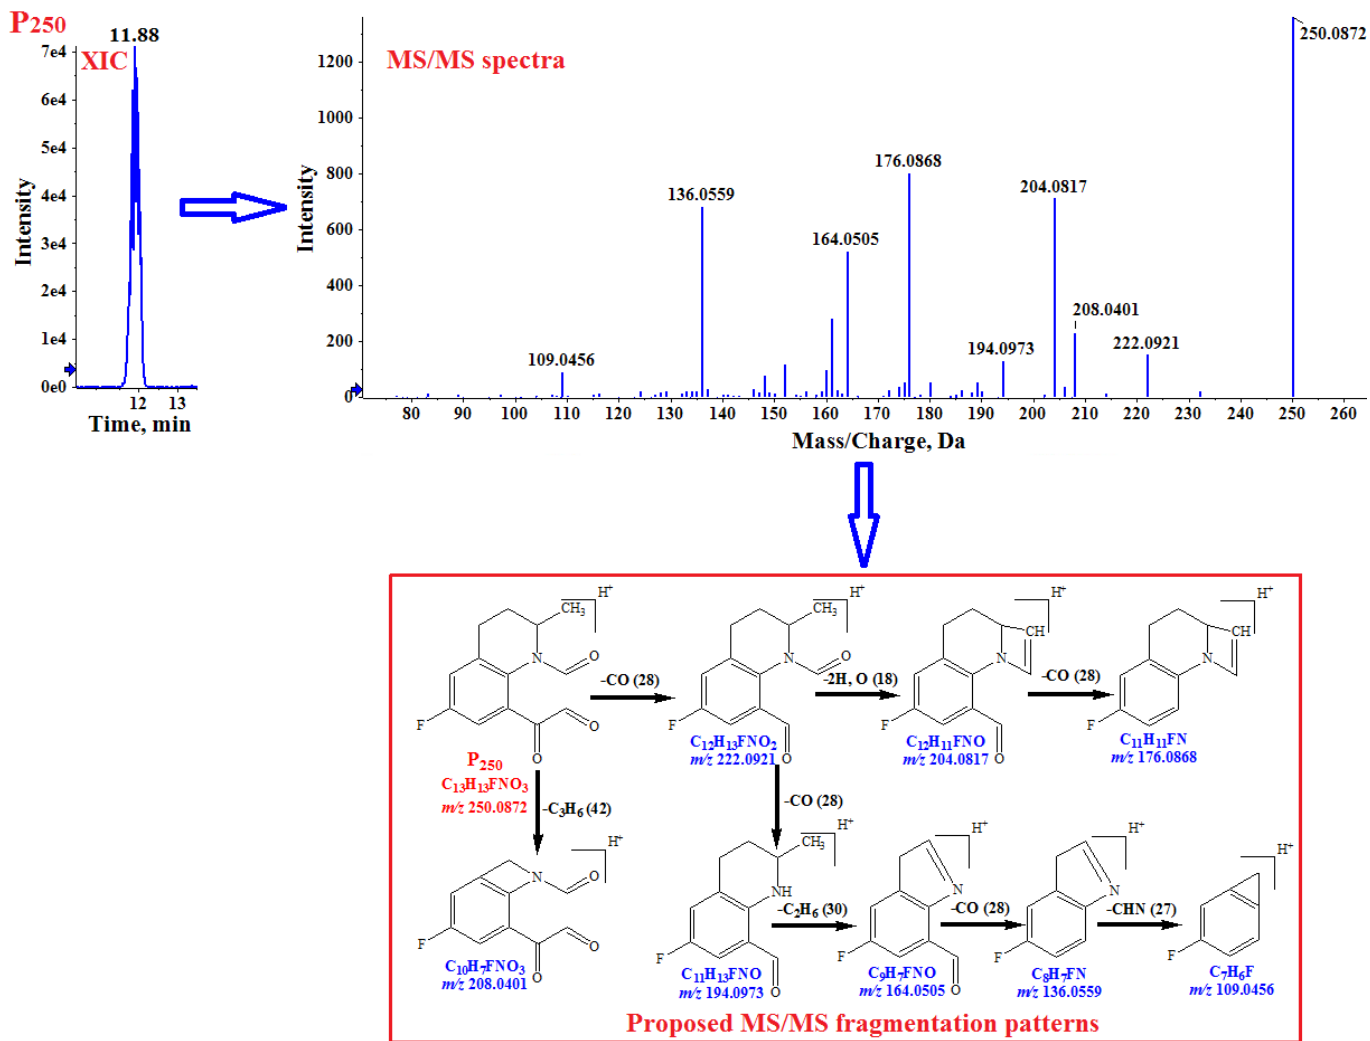 P250
XIC
11.88
7e4
6e4
5e4
4e4
3e4
2e4
1e4
0e0
Intensity
12 13
Time, min
MS/MS spectra
Intensity
1200
1000
800
600
400
200
0
109.0456
136.0559
164.0505
176.0868
194.0973
204.0817
208.0401
222.0921
250.0872
80 90 100 110 120 130 140 150 160 170 180 190 200 210 220 230 240 250 260
Mass/Charge, Da
H+
CH3
N
O
F
O
O
P250
C13H13FNO3
m/z 250.0872
-CO (28)
H+
CH3
N
O
F
O
C12H13FNO2
m/z 222.0921
-2H, O (18)
H+
CH
N
F
O
C12H11FNO
m/z 204.0817
-CO (28)
H+
CH
N
F
C11H11FN
m/z 176.0868
-C3H6 (42)
-CO (28)
H+
N
O
F
O
O
C10H7FNO3
m/z 208.0401
H+
CH3
NH
F
O
C11H13FNO
m/z 194.0973
-C2H6 (30)
H+
N
F
O
C9H7FNO
m/z 164.0505
-CO (28)
H+
N
F
C8H7FN
m/z 136.0559
-CHN (27)
H+
F
C7H6F
m/z 109.0456
Proposed MS/MS fragmentation patterns